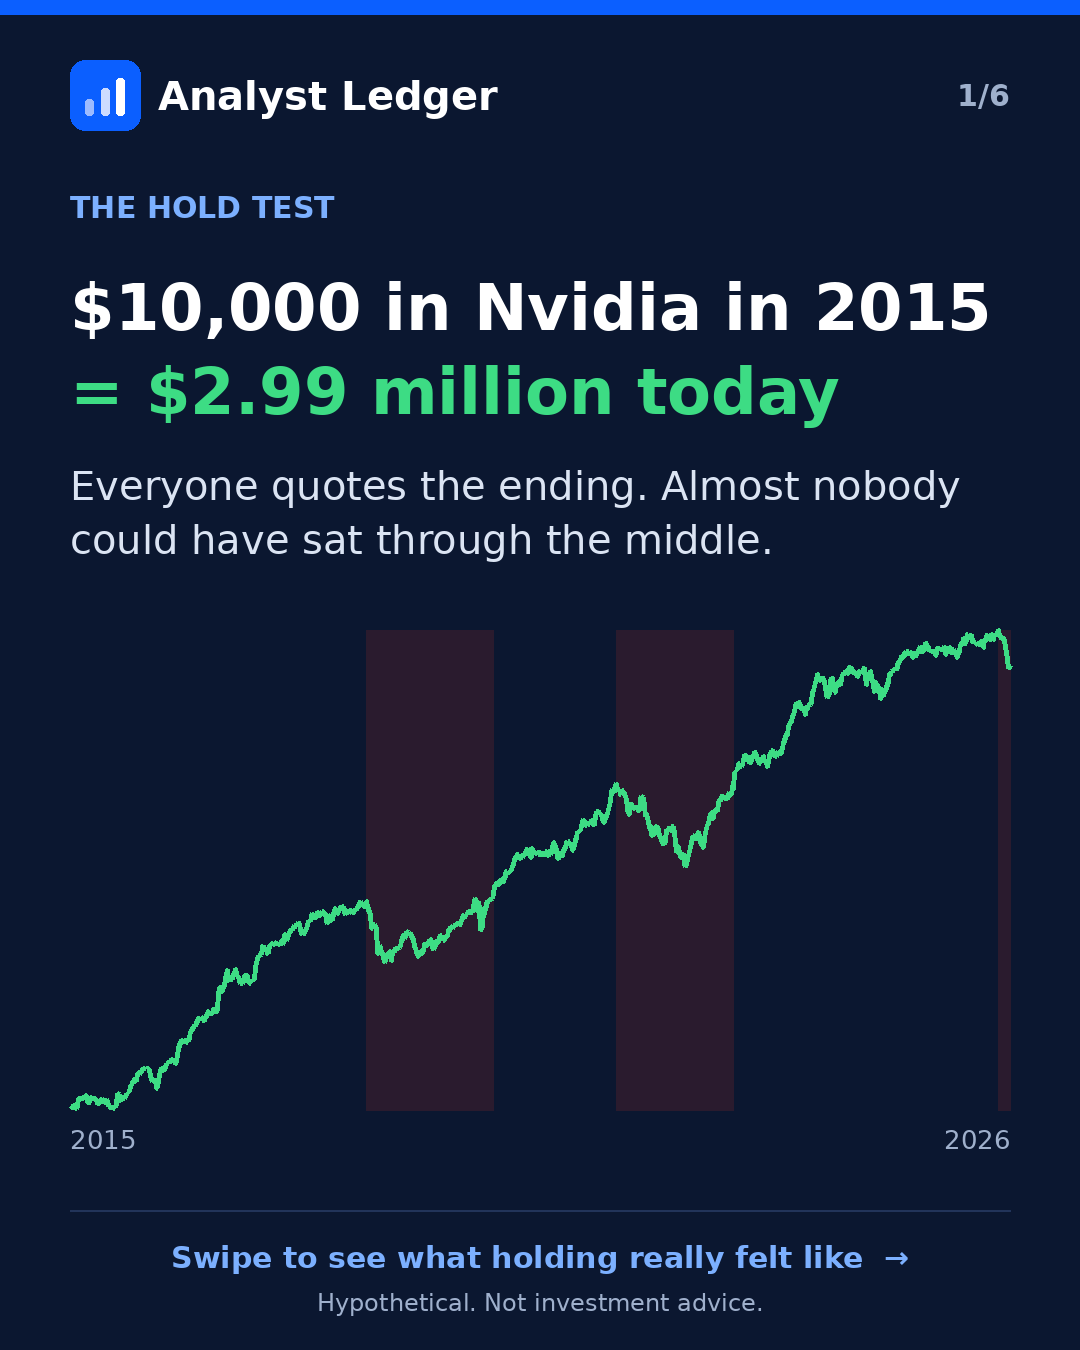 Analyst Ledger
1/6
THE HOLD TEST
$10,000 in Nvidia in 2015
= $2.99 million today
Everyone quotes the ending. Almost nobody
could have sat through the middle.
2015
2026
Swipe to see what holding really felt like →
Hypothetical. Not investment advice.